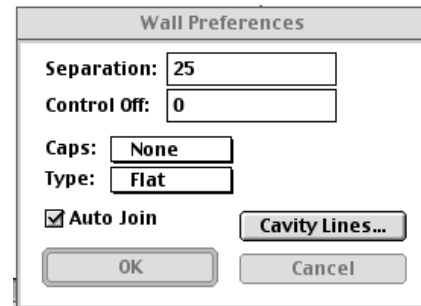 Wall Preferences
Separation: 25
Control Off: 0
Caps: None
Type: Flat
Auto Join
Cavity Lines...
OK Cancel